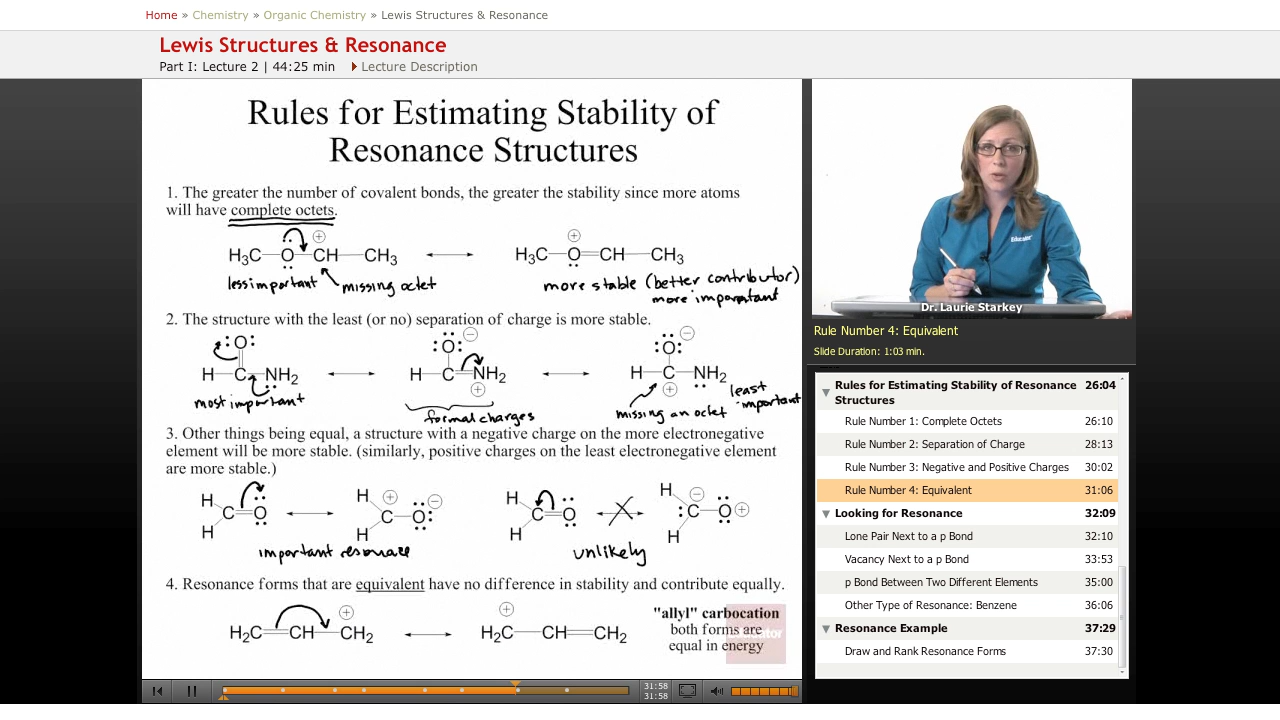 Home » Chemistry » Organic Chemistry » Lewis Structures & Resonance
Lewis Structures & Resonance
Part I: Lecture 2 | 44:25 min Lecture Description
Rules for Estimating Stability of
Resonance Structures
1. The greater the number of covalent bonds, the greater the stability since more atoms
will have complete octets.
H₃C O CH CH₃ H₃C O CH CH₃
less important missing octet more stable (better contributor)
more imporatant
2. The structure with the least (or no) separation of charge is more stable.
:O: :O: :O:
H C NH₂ H C NH₂ H C NH₂
most important formal charges missing an octet least
important
3. Other things being equal, a structure with a negative charge on the more electronegative
element will be more stable. (similarly, positive charges on the least electronegative element
are more stable.)
H H H H
C O C O: C O :C O
H H H H
important resonance unlikely
4. Resonance forms that are equivalent have no difference in stability and contribute equally.
H₂C CH CH₂ H₂C CH CH₂
"allyl" carbocation
both forms are
equal in energy
31:58
31:58
Educator
Dr. Laurie Starkey
Rule Number 4: Equivalent
Slide Duration: 1:03 min.
Rules for Estimating Stability of Resonance 26:04
Structures
Rule Number 1: Complete Octets 26:10
Rule Number 2: Separation of Charge 28:13
Rule Number 3: Negative and Positive Charges 30:02
Rule Number 4: Equivalent 31:06
Looking for Resonance 32:09
Lone Pair Next to a p Bond 32:10
Vacancy Next to a p Bond 33:53
p Bond Between Two Different Elements 35:00
Other Type of Resonance: Benzene 36:06
Resonance Example 37:29
Draw and Rank Resonance Forms 37:30